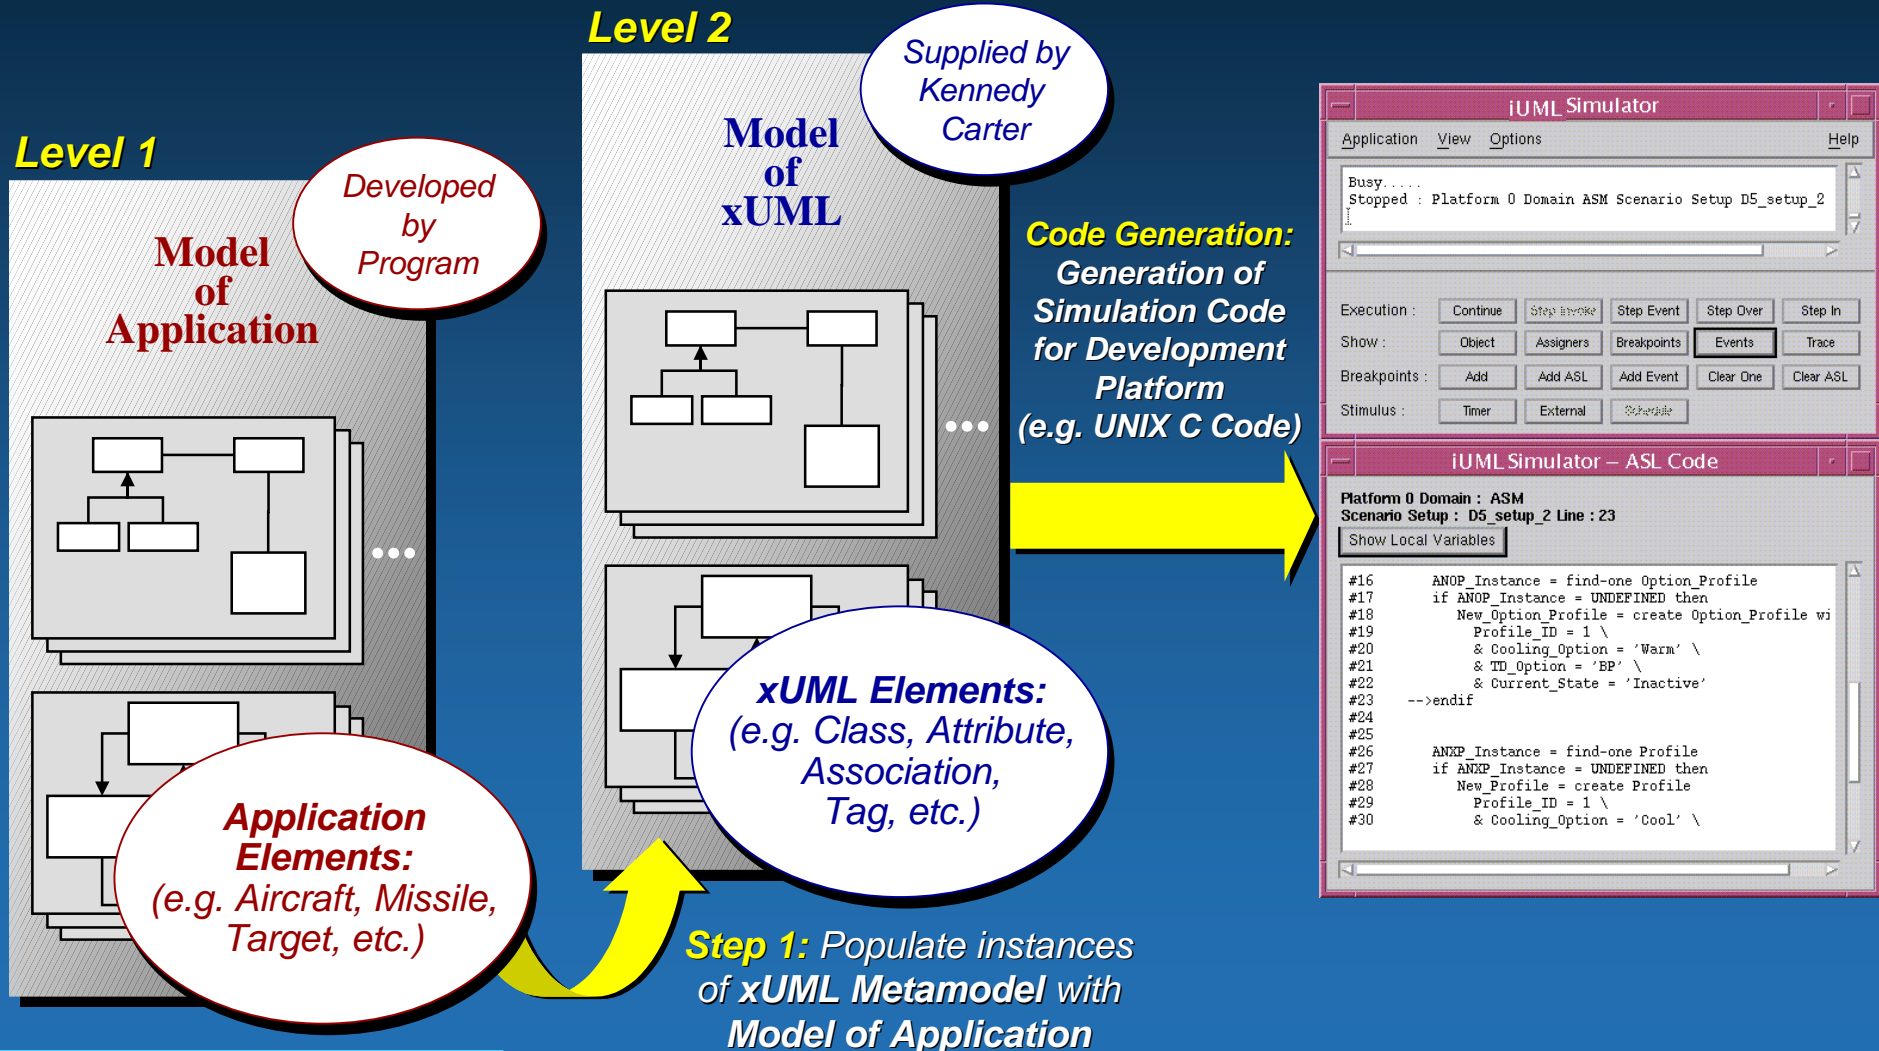 Level 1
Developed
by
Program
Model
of
Application
Application
Elements:
(e.g. Aircraft, Missile,
Target, etc.)
Level 2
Supplied by
Kennedy
Carter
Model
of
xUML
xUML Elements:
(e.g. Class, Attribute,
Association,
Tag, etc.)
Step 1: Populate instances
of xUML Metamodel with
Model of Application
Code Generation:
Generation of
Simulation Code
for Development
Platform
(e.g. UNIX C Code)
iUML Simulator
Application View Options Help
Busy.....
Stopped : Platform 0 Domain ASM Scenario Setup D5_setup_2
Execution : Continue Step Invoke Step Event Step Over Step In
Show : Object Assigners Breakpoints Events Trace
Breakpoints : Add Add ASL Add Event Clear One Clear ASL
Stimulus : Timer External Schedule
iUML Simulator – ASL Code
Platform 0 Domain : ASM
Scenario Setup : D5_setup_2 Line : 23
Show Local Variables
#16 ANOP_Instance = find-one Option_Profile
#17 if ANOP_Instance = UNDEFINED then
#18 New_Option_Profile = create Option_Profile wi
#19 Profile_ID = 1 \
#20 & Cooling_Option = 'Warm' \
#21 & TD_Option = 'BP' \
#22 & Current_State = 'Inactive'
#23 -->endif
#24
#25
#26 ANXP_Instance = find-one Profile
#27 if ANXP_Instance = UNDEFINED then
#28 New_Profile = create Profile
#29 Profile_ID = 1 \
#30 & Cooling_Option = 'Cool' \